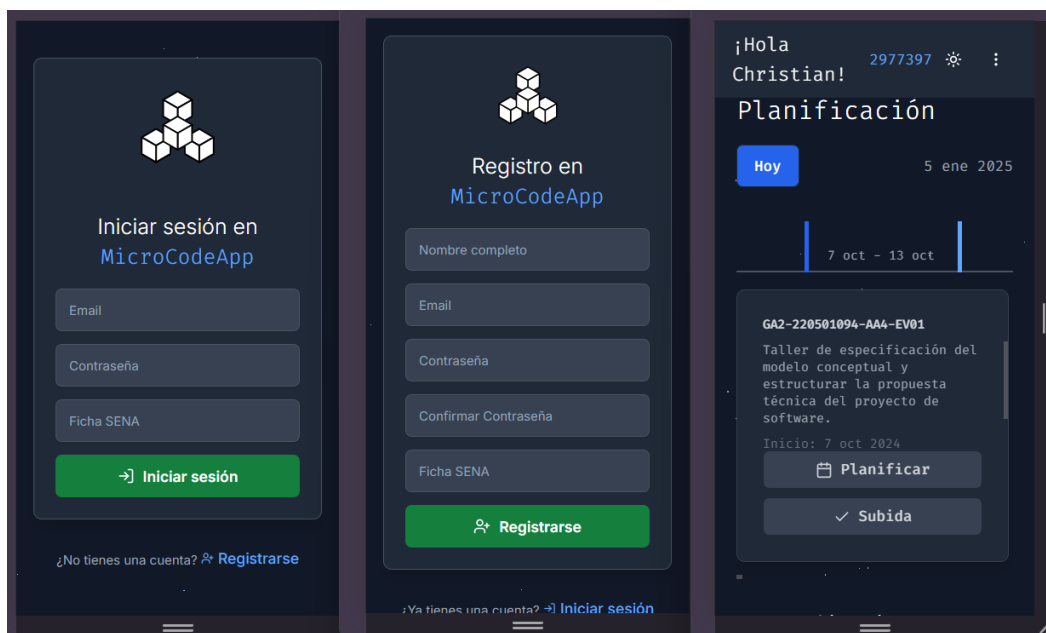 Iniciar sesión en
MicroCodeApp
Email
Contraseña
Ficha SENA
Iniciar sesión
¿No tienes una cuenta? Registrarse
Registro en
MicroCodeApp
Nombre completo
Email
Contraseña
Confirmar Contraseña
Ficha SENA
Registrarse
¿Ya tienes una cuenta? Iniciar sesión
¡Hola
Christian!
2977397
Planificación
Hoy
5 ene 2025
7 oct - 13 oct
GA2-220501094-AA4-EV01
Taller de especificación del
modelo conceptual y
estructurar la propuesta
técnica del proyecto de
software.
Inicio: 7 oct 2024
Planificar
Subida